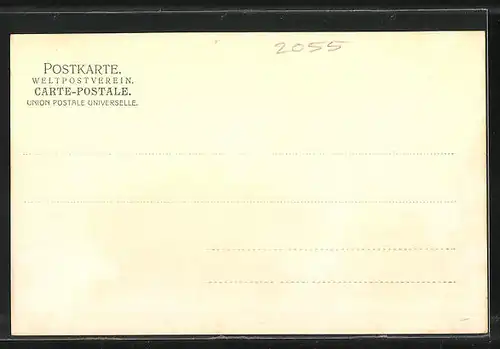 2055
POSTKARTE.
WELTPOSTVEREIN.
CARTE-POSTALE.
UNION POSTALE UNIVERSELLE.